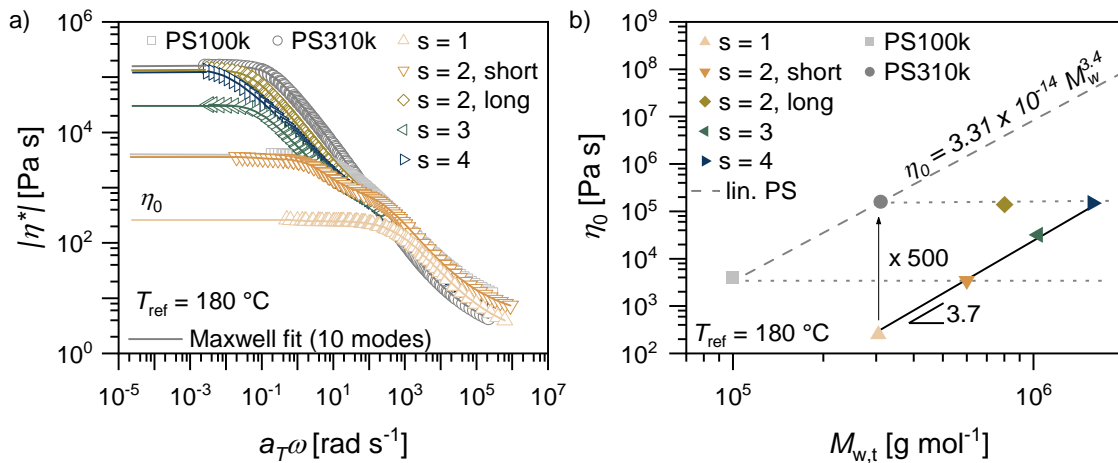 a)
10^6
10^4
10^2
10^0
|η*| [Pa s]
PS100k
PS310k
s = 1
s = 2, short
s = 2, long
s = 3
s = 4
η_0
T_ref = 180 °C
Maxwell fit (10 modes)
10^-5
10^-3
10^-1
10^1
10^3
10^5
10^7
a_Tω [rad s^-1]
b)
10^9
10^8
10^7
10^6
10^5
10^4
10^3
10^2
η_0 [Pa s]
s = 1
s = 2, short
s = 2, long
s = 3
s = 4
lin. PS
PS100k
PS310k
η_0 = 3.31 x 10^-14 M_w^3.4
x 500
3.7
T_ref = 180 °C
10^5
10^6
M_w,t [g mol^-1]